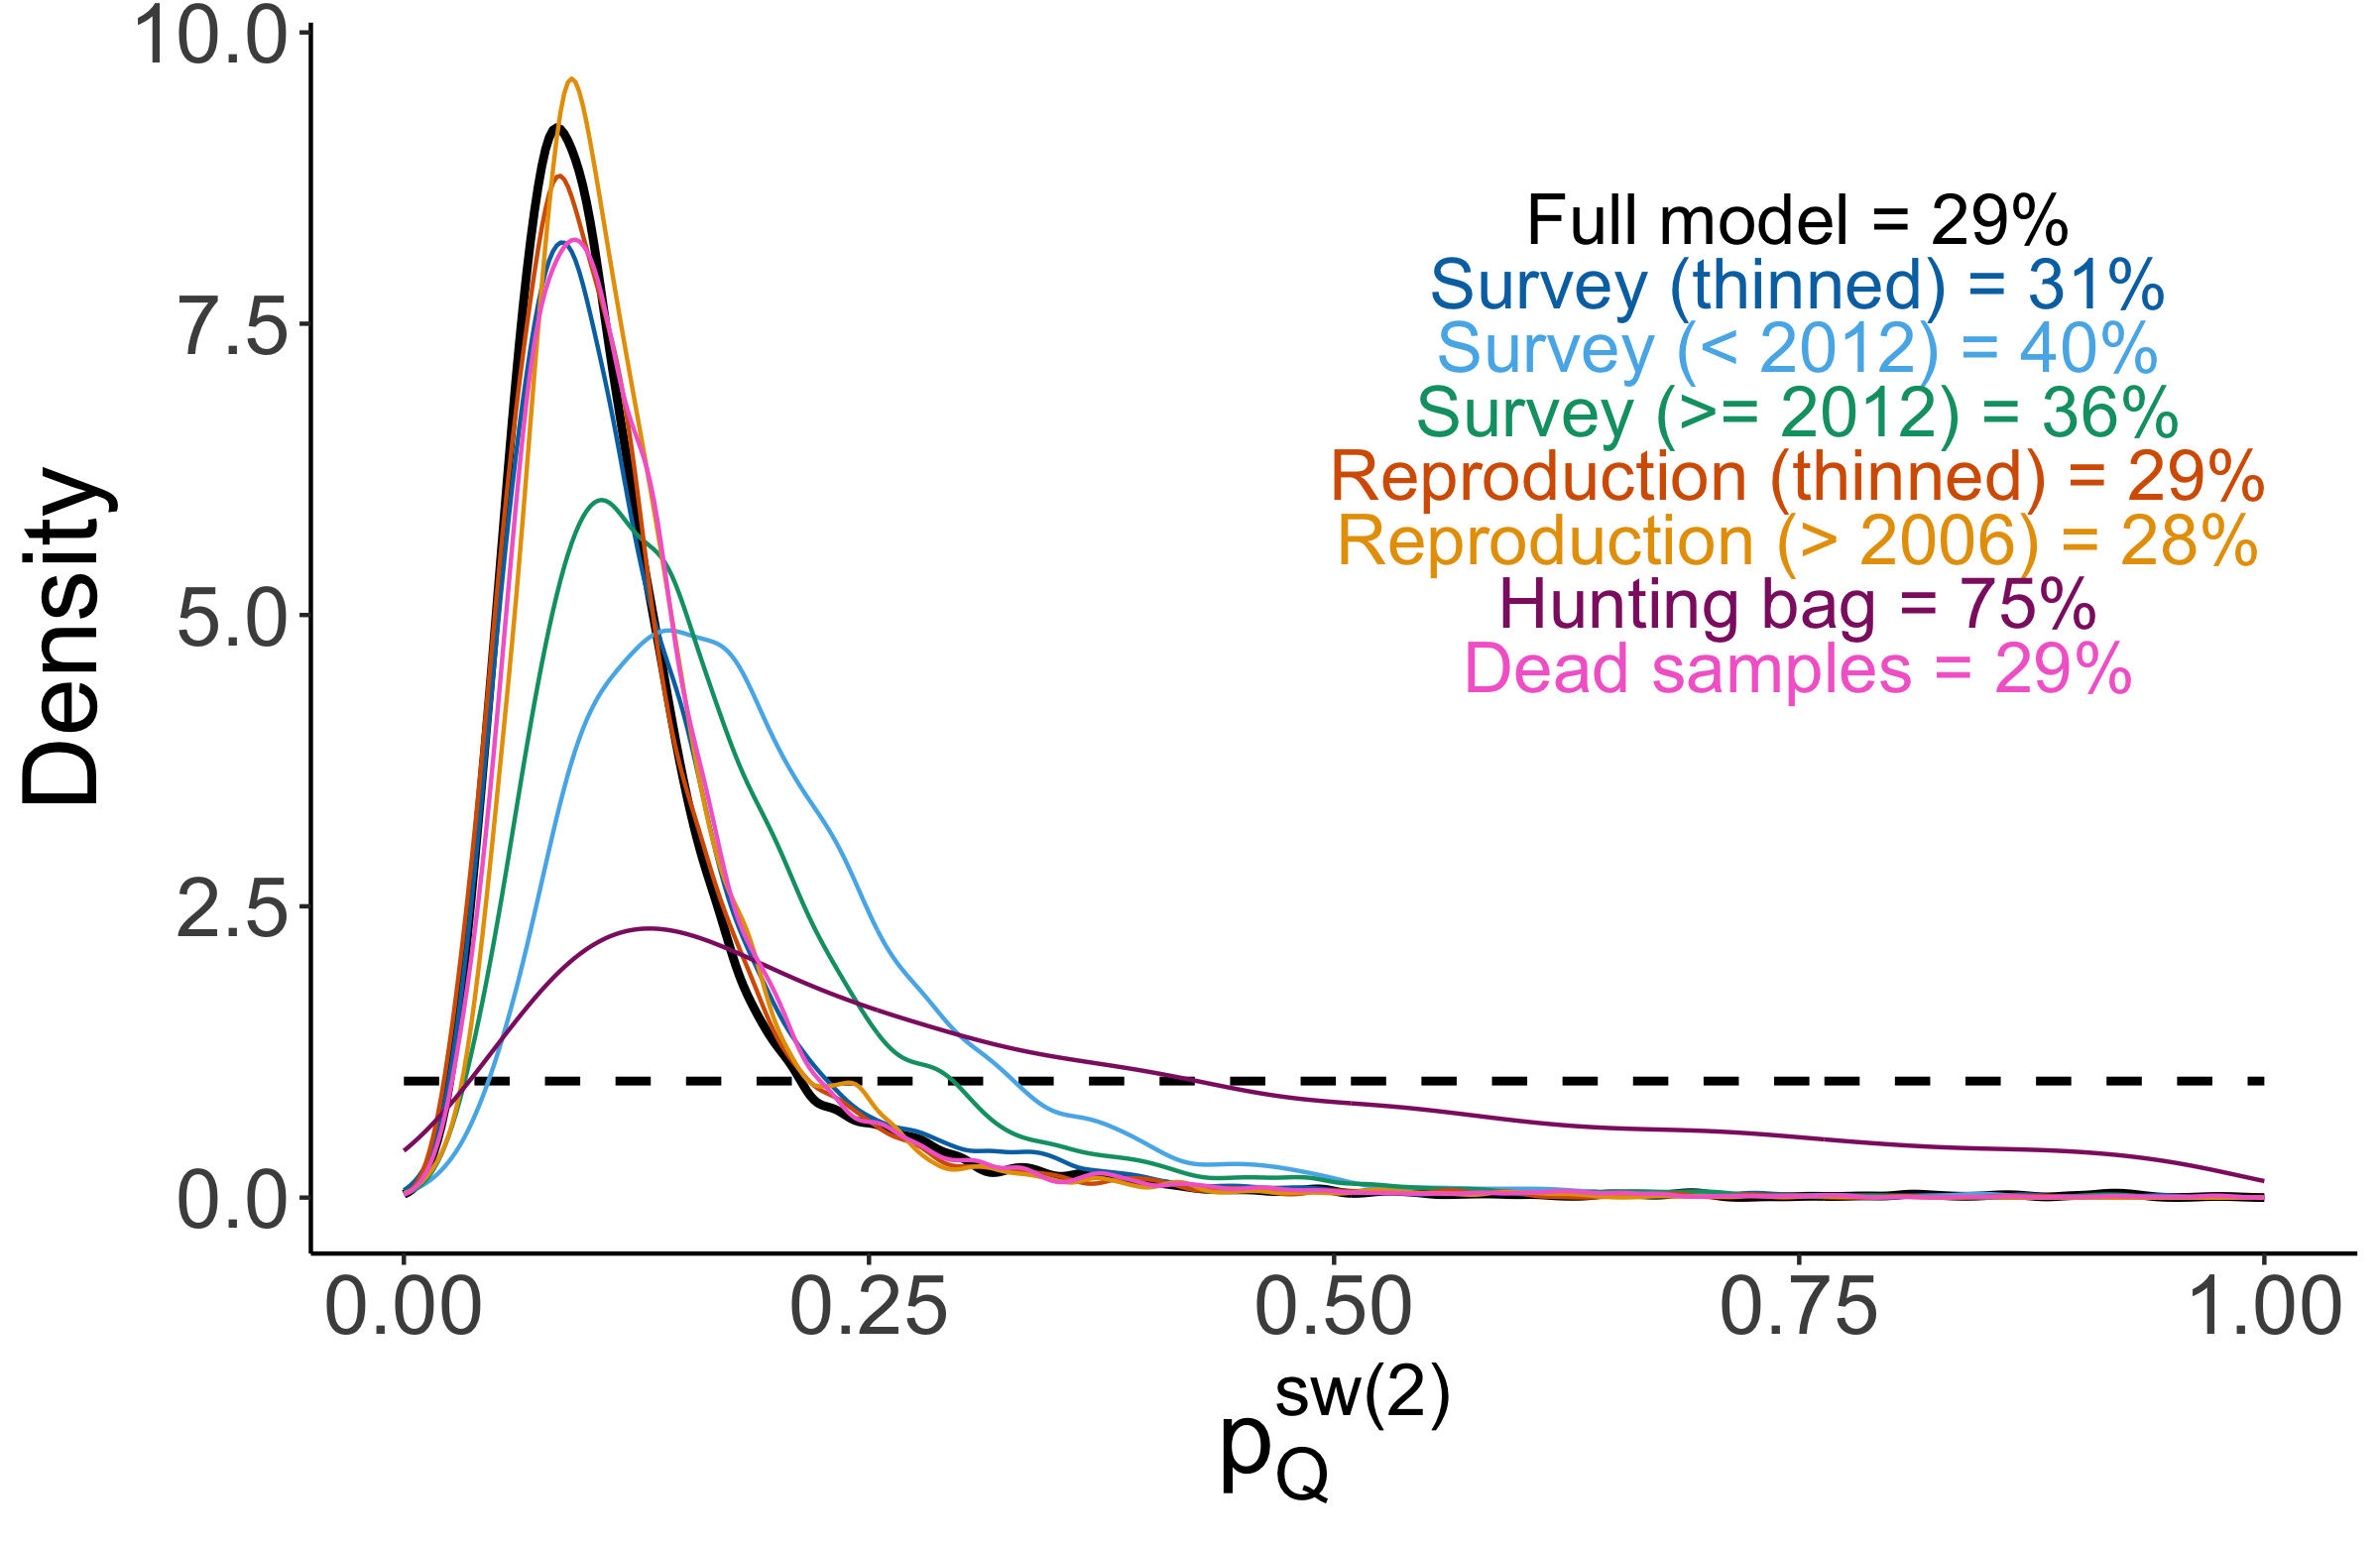 10.0
7.5
5.0
2.5
0.0
Density
Full model = 29%
Survey (thinned) = 31%
Survey (< 2012) = 40%
Survey (>= 2012) = 36%
Reproduction (thinned) = 29%
Reproduction (> 2006) = 28%
Hunting bag = 75%
Dead samples = 29%
0.00 0.25 0.50 0.75 1.00
p_Q^sw(2)